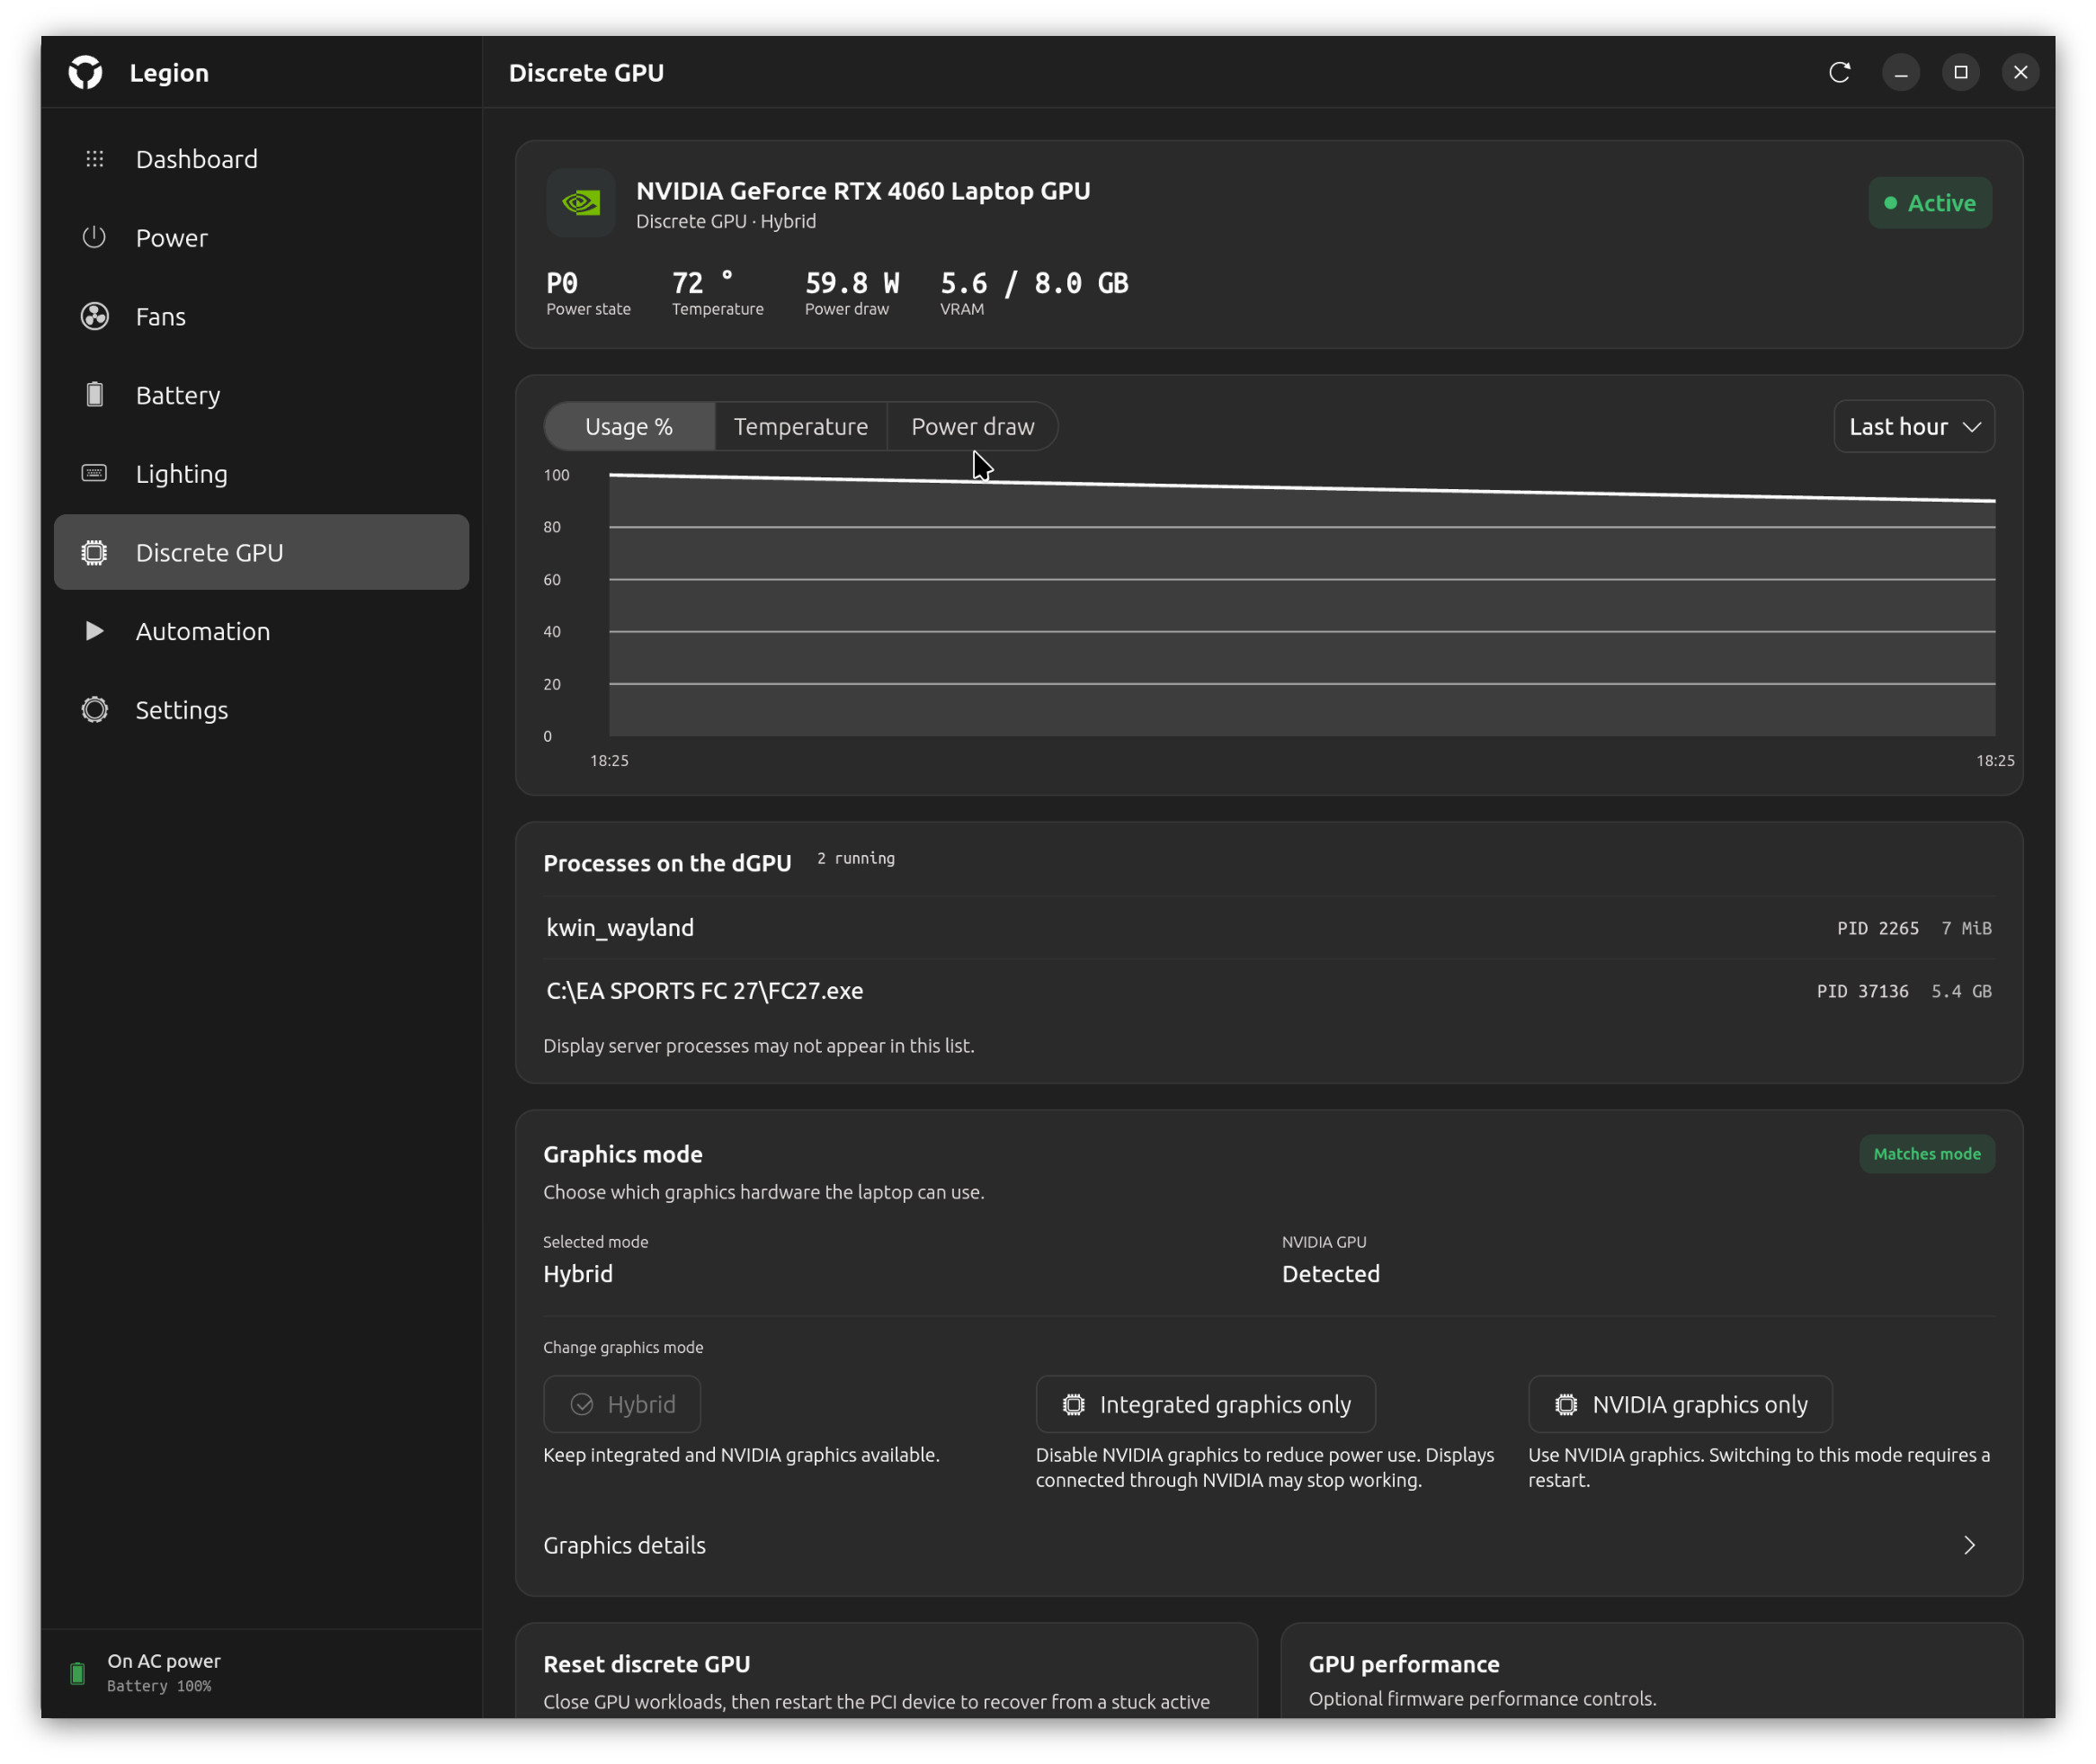 Legion
Discrete GPU
Dashboard
Power
Fans
Battery
Lighting
Discrete GPU
Automation
Settings
On AC power
Battery 100%
NVIDIA GeForce RTX 4060 Laptop GPU
Discrete GPU · Hybrid
Active
P0 72 ° 59.8 W 5.6 / 8.0 GB
Power state Temperature Power draw VRAM
Usage % Temperature Power draw
Last hour
100
80
60
40
20
0
18:25 18:25
Processes on the dGPU 2 running
kwin_wayland PID 2265 7 MiB
C:\EA SPORTS FC 27\FC27.exe PID 37136 5.4 GB
Display server processes may not appear in this list.
Graphics mode
Matches mode
Choose which graphics hardware the laptop can use.
Selected mode
Hybrid
NVIDIA GPU
Detected
Change graphics mode
Hybrid
Keep integrated and NVIDIA graphics available.
Integrated graphics only
Disable NVIDIA graphics to reduce power use. Displays
connected through NVIDIA may stop working.
NVIDIA graphics only
Use NVIDIA graphics. Switching to this mode requires a
restart.
Graphics details
Reset discrete GPU
Close GPU workloads, then restart the PCI device to recover from a stuck active
GPU performance
Optional firmware performance controls.